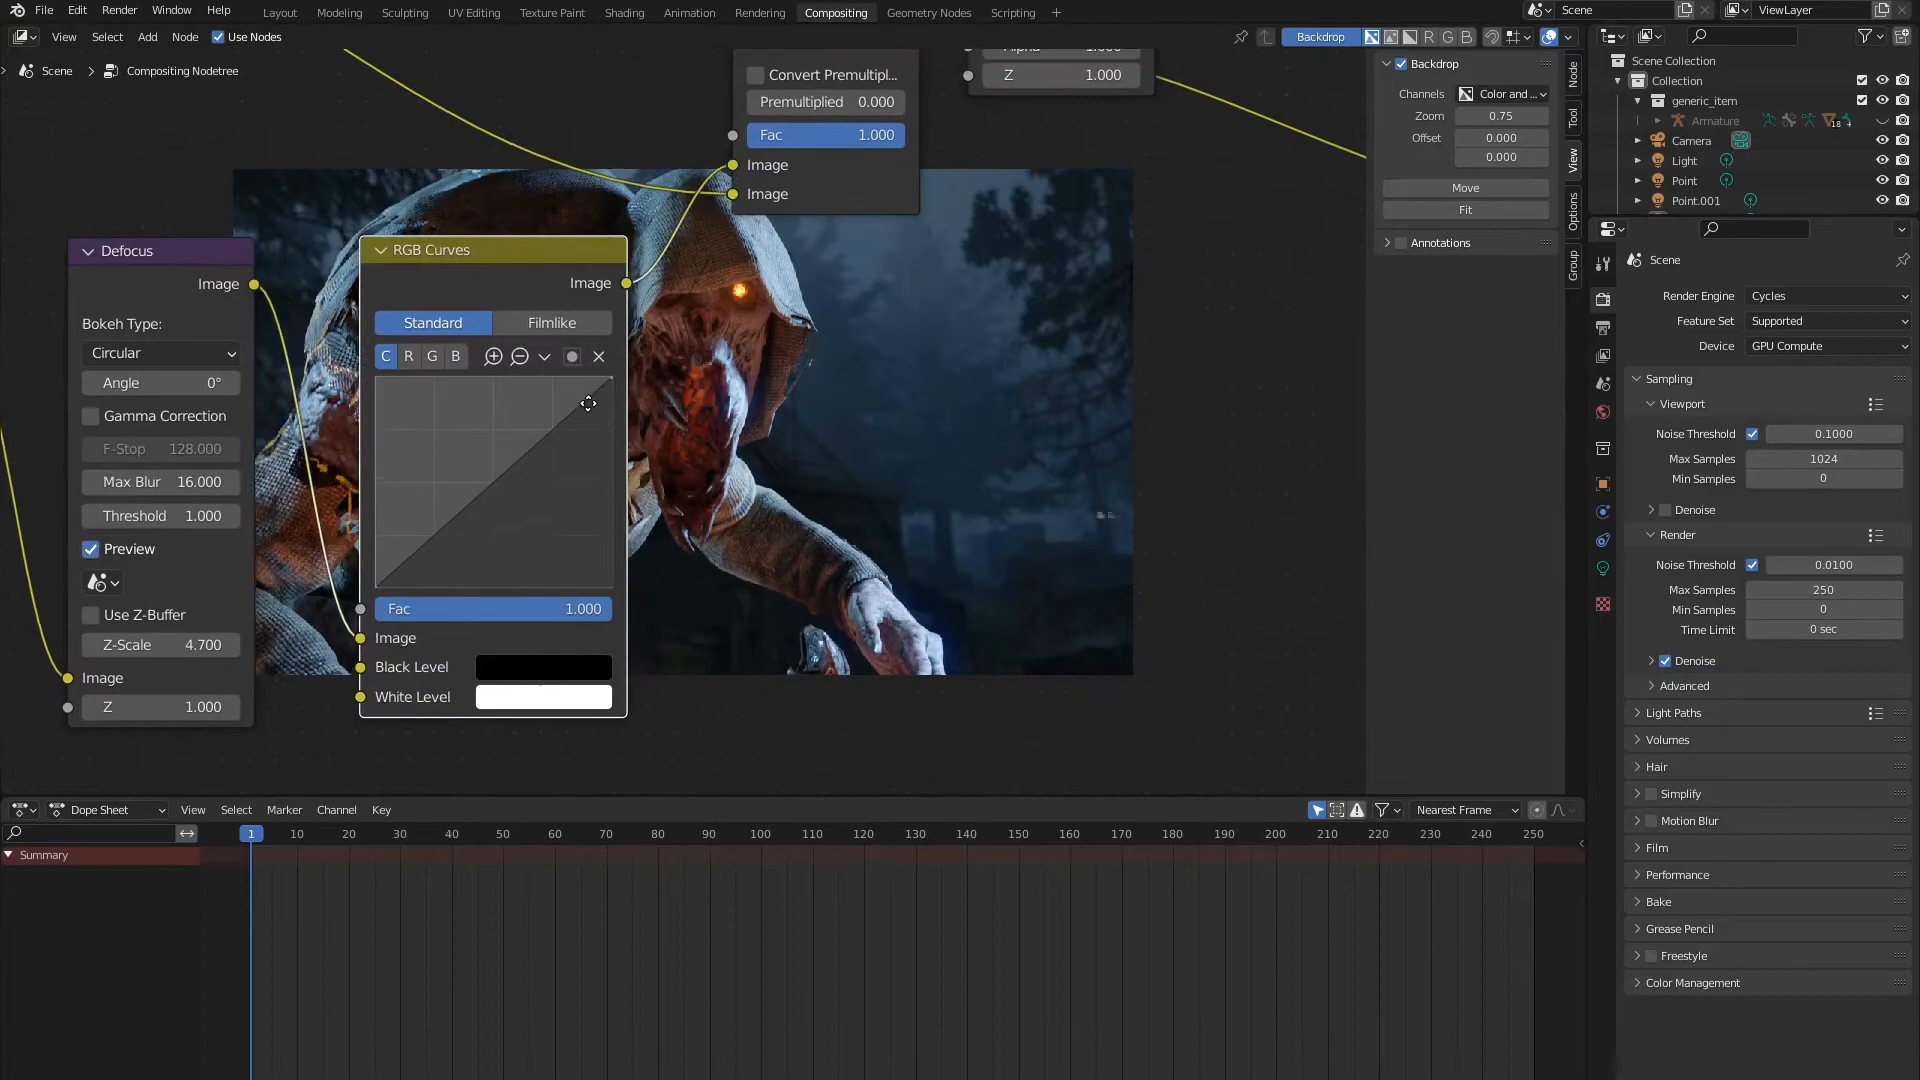 File Edit Render Window Help Layout Modeling Sculpting UV Editing Texture Paint Shading Animation Rendering Compositing Geometry Nodes Scripting + Scene ViewLayer
View Select Add Node Use Nodes Backdrop R G B
Scene Compositing Nodetree
Convert Premultipl...
Premultiplied 0.000
Fac 1.000
Image
Image
Z 1.000
Defocus
Image
Bokeh Type:
Circular
Angle 0°
Gamma Correction
F-Stop 128.000
Max Blur 16.000
Threshold 1.000
Preview
Use Z-Buffer
Z-Scale 4.700
Image
Z 1.000
RGB Curves
Image
Standard Filmlike
C R G B
Fac 1.000
Image
Black Level
White Level
Backdrop
Channels Color and ...
Zoom 0.75
Offset 0.000
0.000
Move
Fit
Annotations
Node
Tool
View
Options
Group
Scene Collection
Collection
generic_item
Armature 18
Camera
Light
Point
Point.001
Scene
Render Engine Cycles
Feature Set Supported
Device GPU Compute
Sampling
Viewport
Noise Threshold 0.1000
Max Samples 1024
Min Samples 0
Denoise
Render
Noise Threshold 0.0100
Max Samples 250
Min Samples 0
Time Limit 0 sec
Denoise
Advanced
Light Paths
Volumes
Hair
Simplify
Motion Blur
Film
Performance
Bake
Grease Pencil
Freestyle
Color Management
Dope Sheet View Select Marker Channel Key Nearest Frame
1 10 20 30 40 50 60 70 80 90 100 110 120 130 140 150 160 170 180 190 200 210 220 230 240 250
Summary